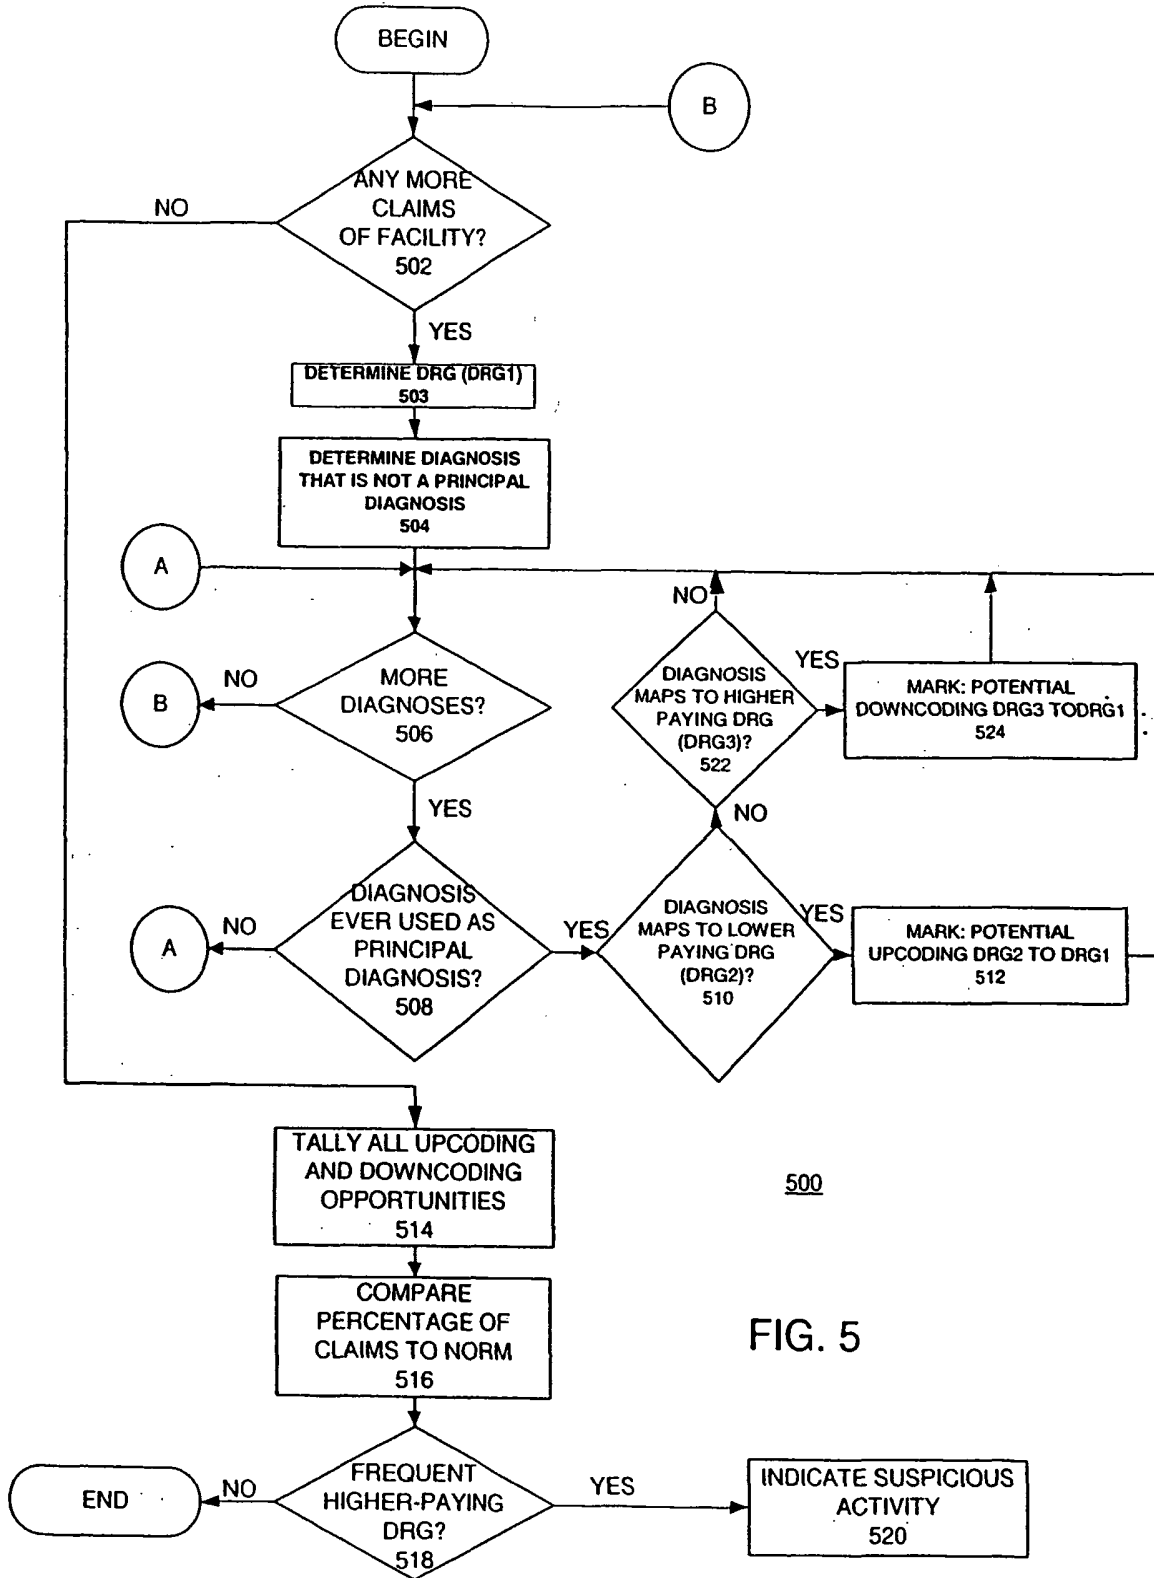 BEGIN
B
ANY MORE
CLAIMS
OF FACILITY?
502
NO
YES
DETERMINE DRG (DRG1)
503
DETERMINE DIAGNOSIS
THAT IS NOT A PRINCIPAL
DIAGNOSIS
504
A
MORE
DIAGNOSES?
506
NO
B
YES
DIAGNOSIS
EVER USED AS
PRINCIPAL
DIAGNOSIS?
508
NO
A
YES
DIAGNOSIS
MAPS TO LOWER
PAYING DRG
(DRG2)?
510
YES
MARK: POTENTIAL
UPCODING DRG2 TO DRG1
512
NO
DIAGNOSIS
MAPS TO HIGHER
PAYING DRG
(DRG3)?
522
NO
YES
MARK: POTENTIAL
DOWNCODING DRG3 TODRG1
524
TALLY ALL UPCODING
AND DOWNCODING
OPPORTUNITIES
514
500
COMPARE
PERCENTAGE OF
CLAIMS TO NORM
516
FIG. 5
FREQUENT
HIGHER-PAYING
DRG?
518
NO
END
YES
INDICATE SUSPICIOUS
ACTIVITY
520